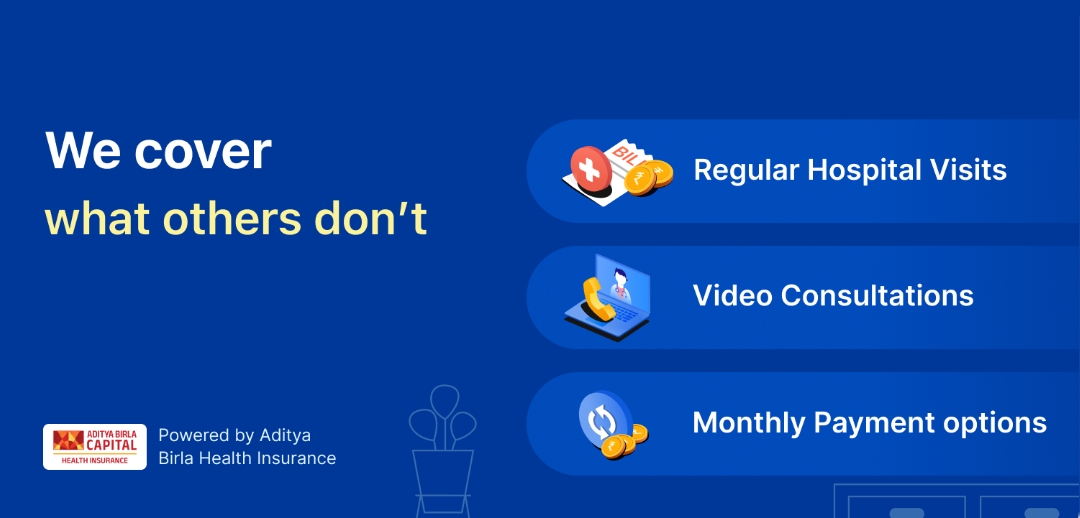 We cover
what others don’t
BILL
Regular Hospital Visits
Video Consultations
Monthly Payment options
ADITYA BIRLA
CAPITAL
HEALTH INSURANCE
Powered by Aditya
Birla Health Insurance